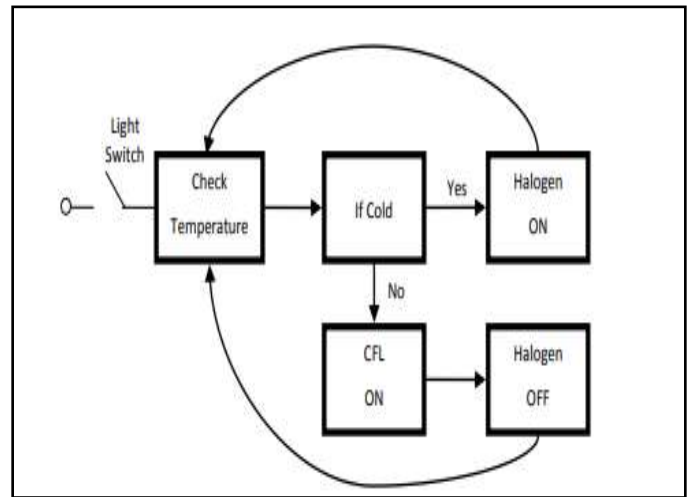 Light
Switch
Check
Temperature
If Cold
Yes
Halogen
ON
No
CFL
ON
Halogen
OFF